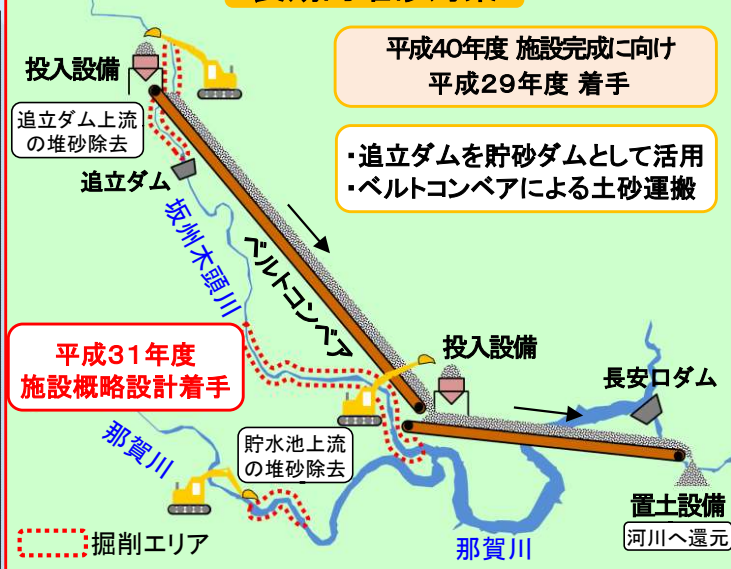 投入設備
平成40年度 施設完成に向け
平成29年度 着手
追立ダム上流
の堆砂除去
・追立ダムを貯砂ダムとして活用
・ベルトコンベアによる土砂運搬
追立ダム
坂州木頭川
ベルトコンベア
平成31年度
施設概略設計着手
投入設備
長安口ダム
那賀川
貯水池上流
の堆砂除去
置土設備
河川へ還元
掘削エリア
那賀川